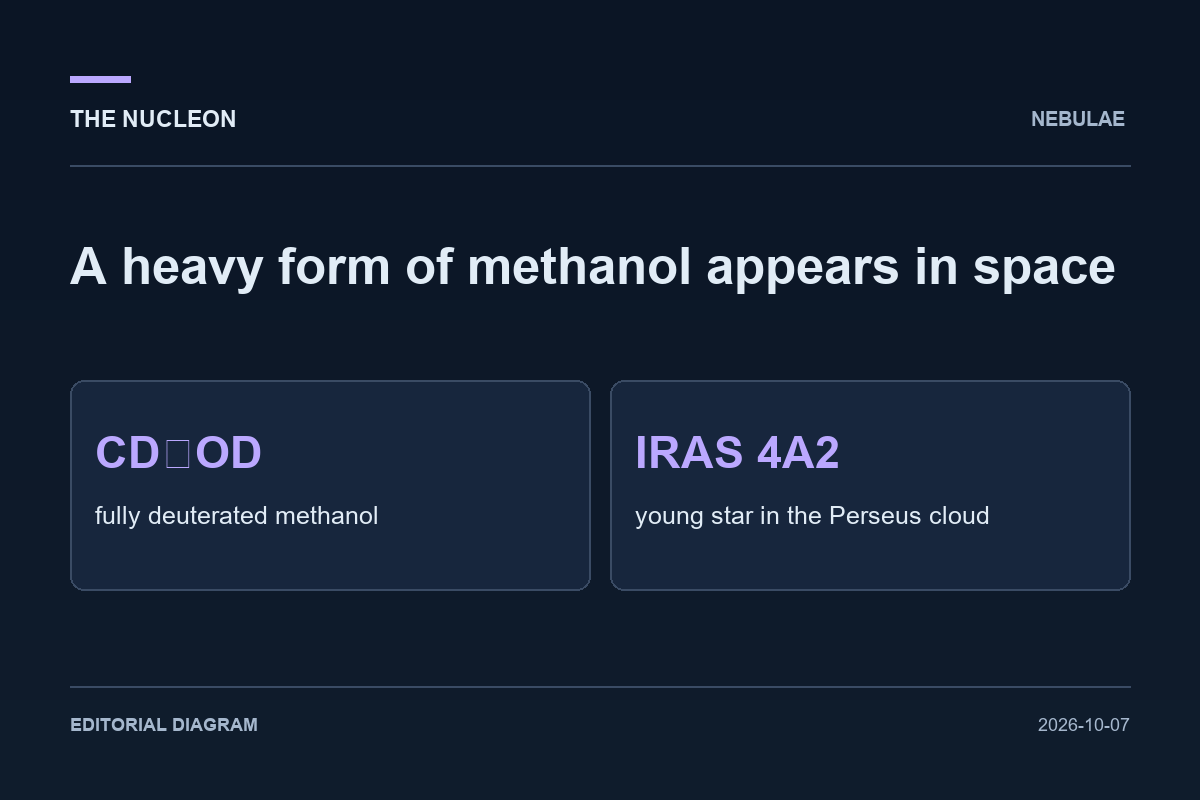 THE NUCLEON
NEBULAE
A heavy form of methanol appears in space
CD□OD
fully deuterated methanol
IRAS 4A2
young star in the Perseus cloud
EDITORIAL DIAGRAM
2026-10-07